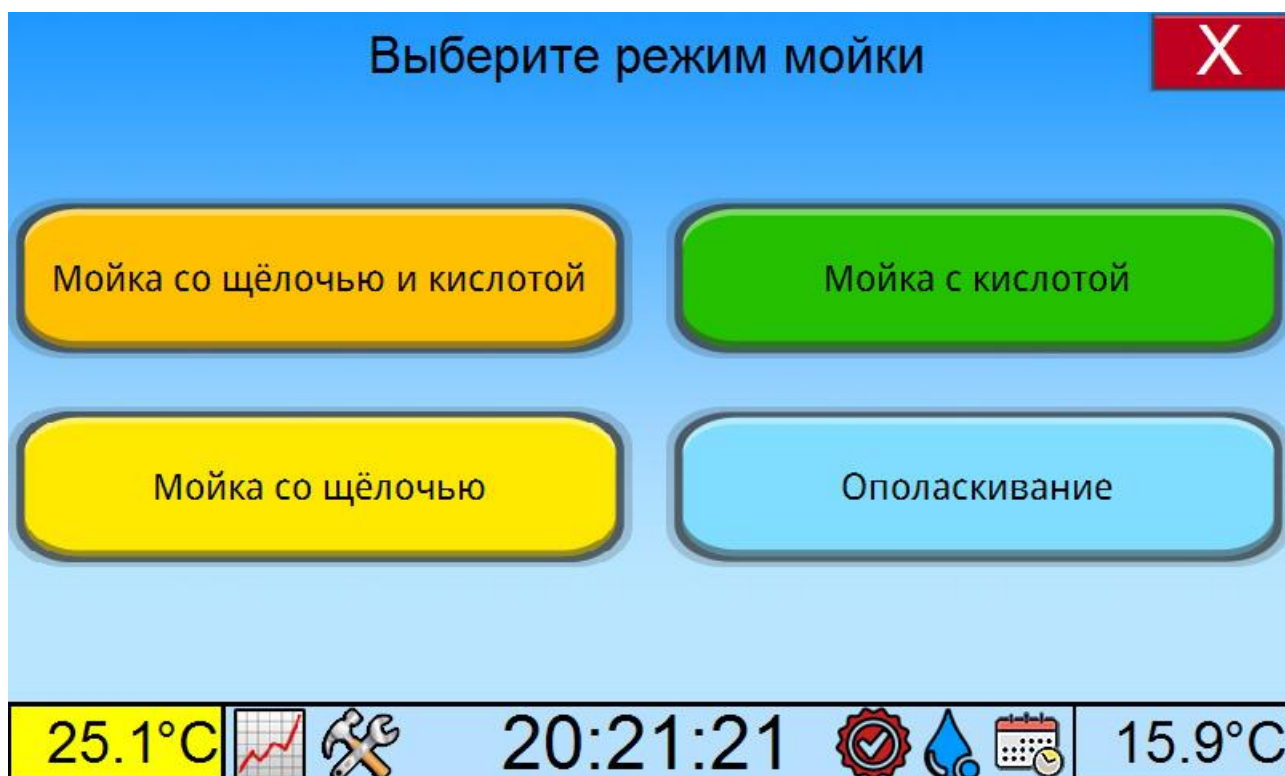 Выберите режим мойки
X
Мойка со щёлочью и кислотой
Мойка с кислотой
Мойка со щёлочью
Ополаскивание
25.1°C
20:21:21
15.9°C